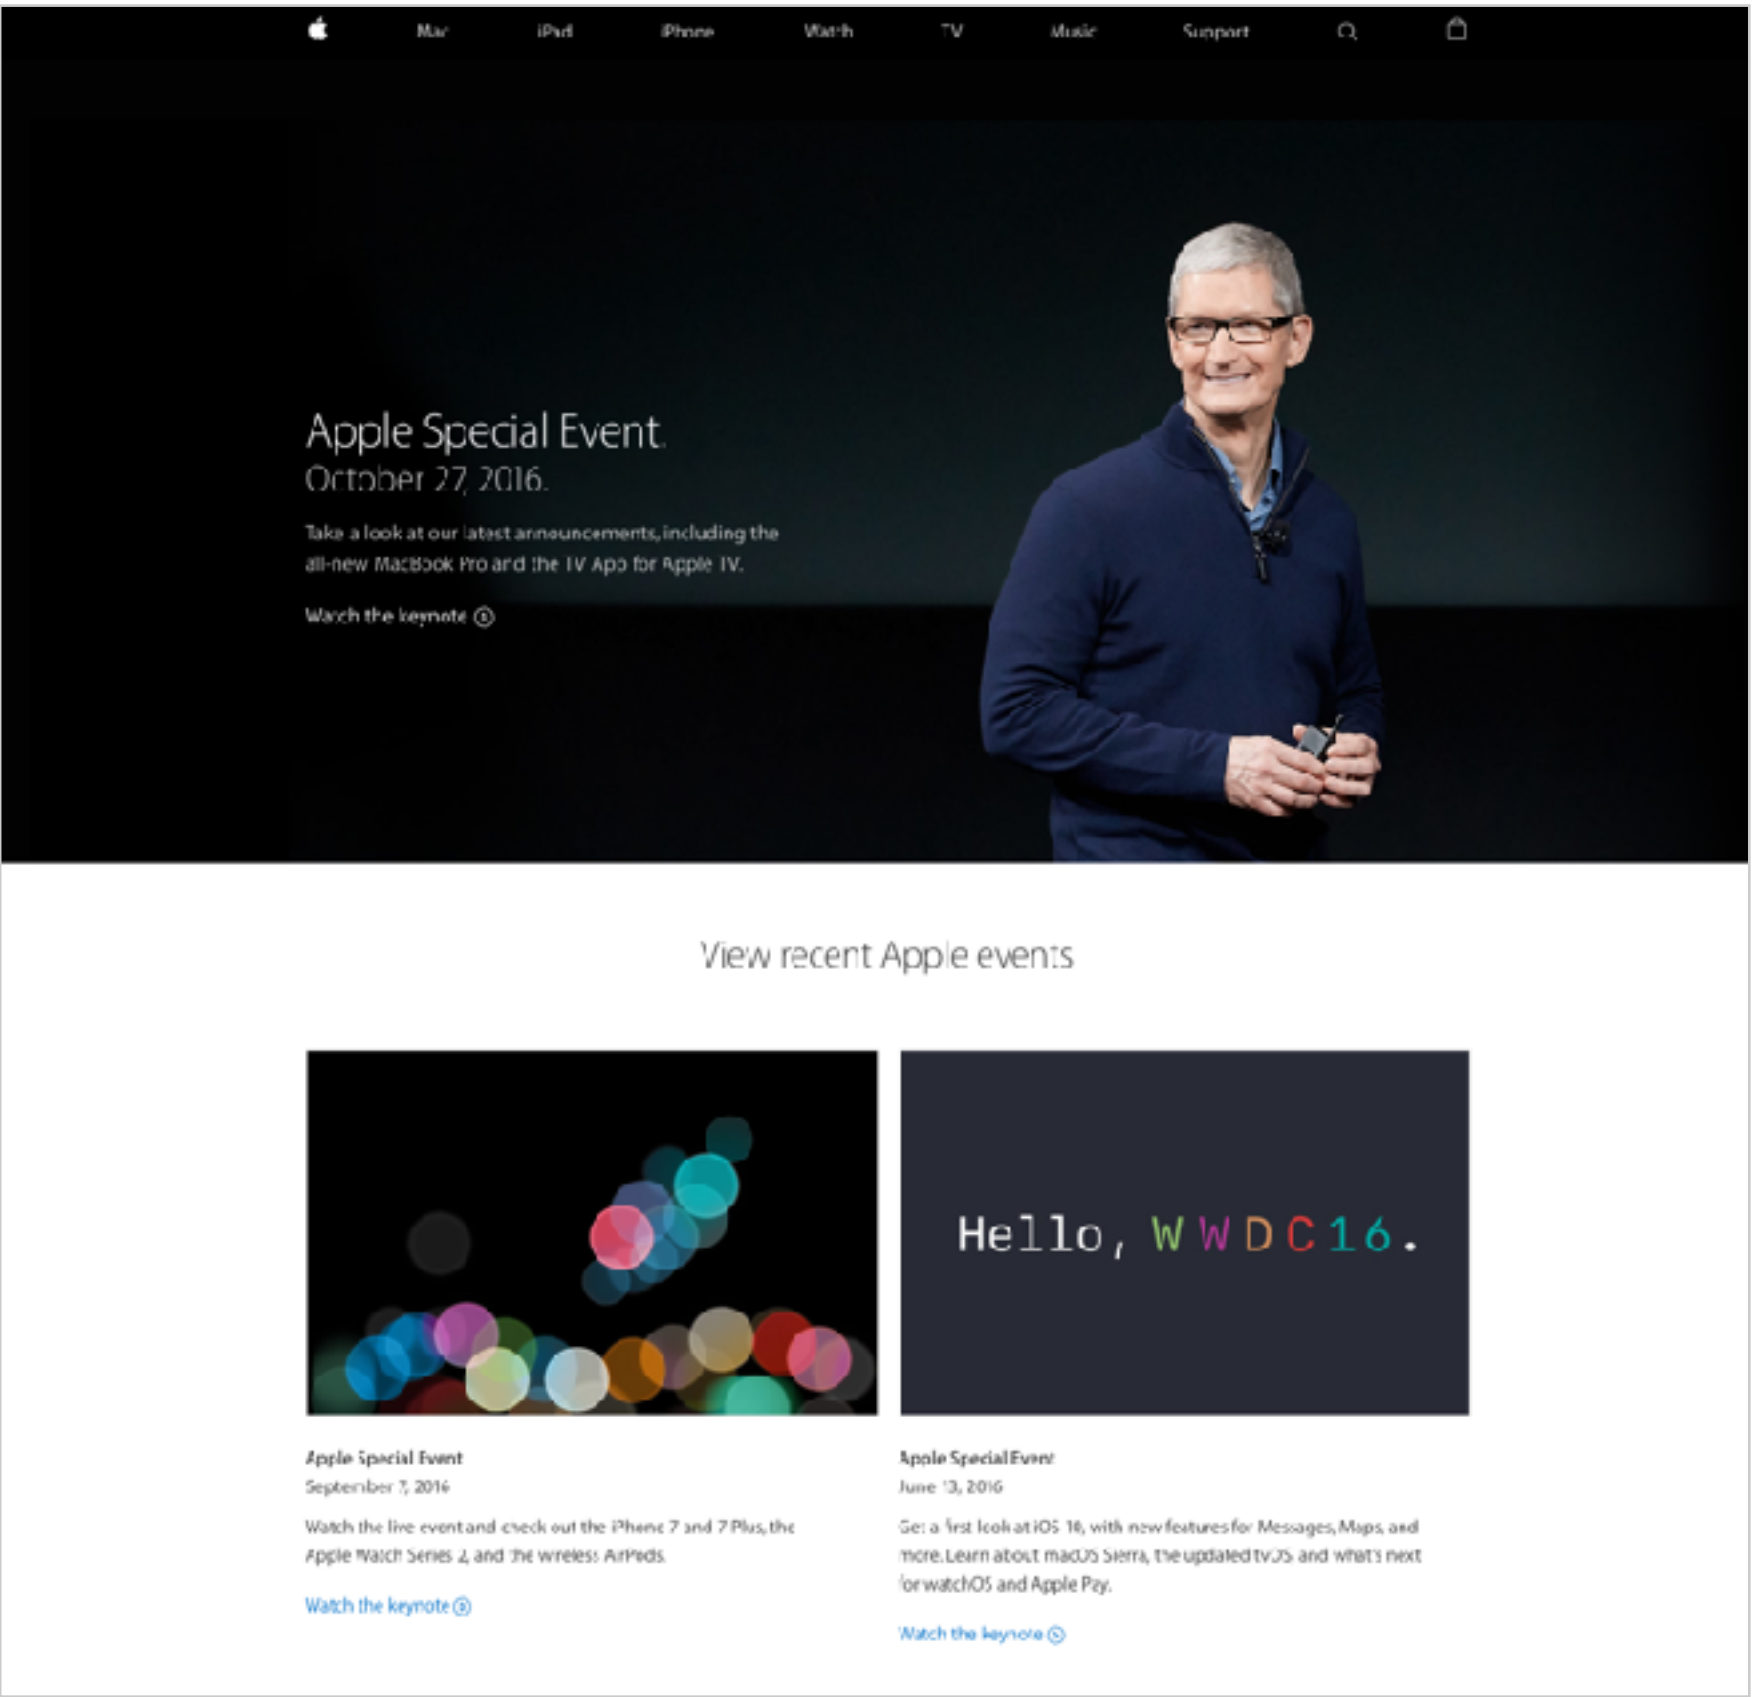 Mac iPad iPhone Watch TV Music Support
Apple Special Event.
October 27, 2016.
Take a look at our latest announcements, including the
all-new MacBook Pro and the TV App for Apple TV.
Watch the keynote
View recent Apple events
Hello, WWDC16.
Apple Special Event
September 7, 2016
Watch the live event and check out the iPhone 7 and 7 Plus, the
Apple Watch Series 2, and the wireless AirPods.
Watch the keynote
Apple Special Event
June 13, 2016
Get a first look at iOS 10, with new features for Messages, Maps, and
more. Learn about macOS Sierra, the updated tvOS and what's next
for watchOS and Apple Pay.
Watch the keynote